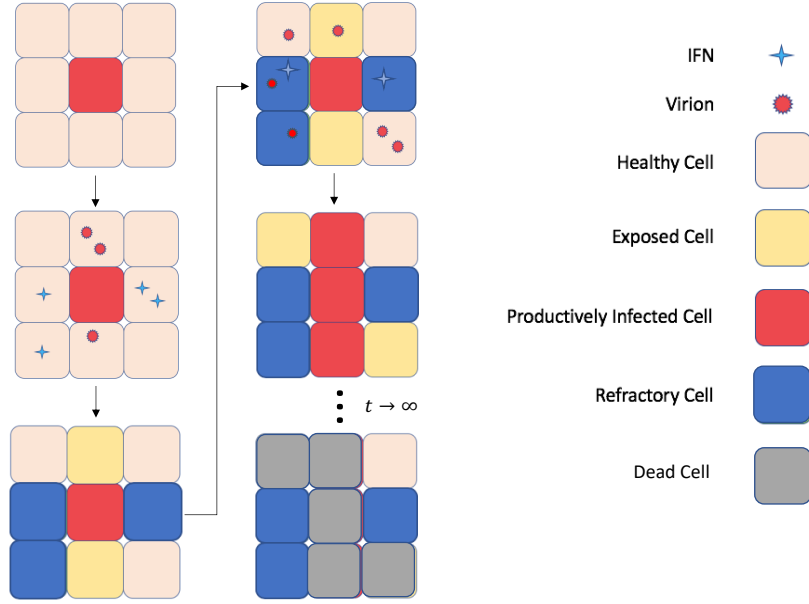 IFN
Virion
Healthy Cell
Exposed Cell
Productively Infected Cell
t → ∞
Refractory Cell
Dead Cell